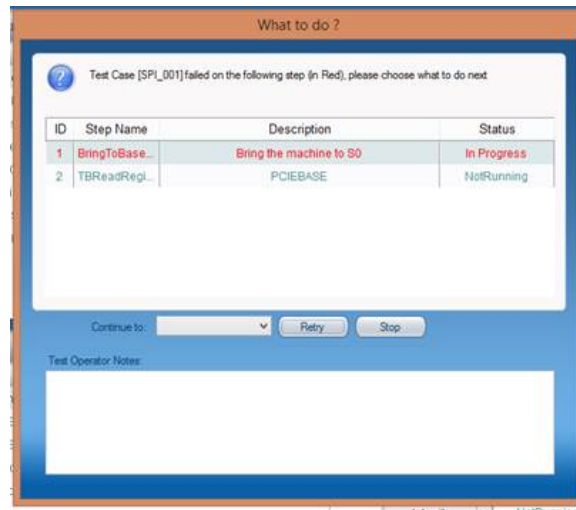 What to do ?
Test Case [SPI_001] failed on the following step (in Red), please choose what to do next
ID Step Name Description Status
1 BringToBase... Bring the machine to S0 In Progress
2 TBReadRegi... PCIEBASE NotRunning
Continue to: Retry Stop
Test Operator Notes: